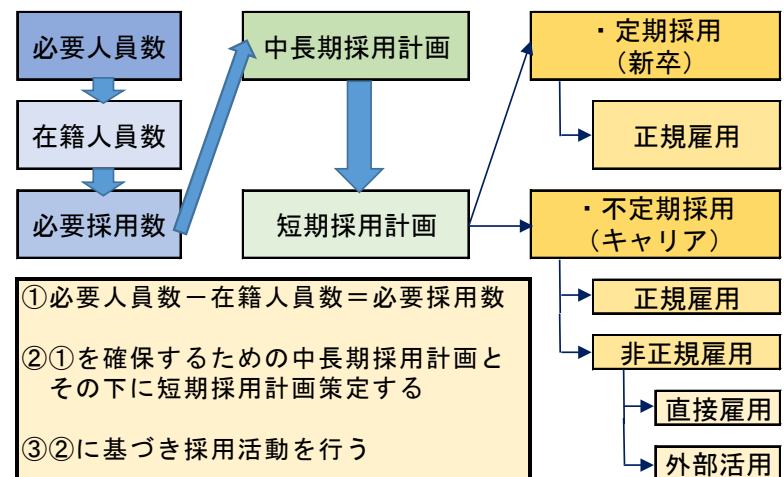 必要人員数
在籍人員数
必要採用数
中長期採用計画
短期採用計画
・定期採用
（新卒）
正規雇用
・不定期採用
（キャリア）
正規雇用
非正規雇用
直接雇用
外部活用
①必要人員数－在籍人員数＝必要採用数
②①を確保するための中長期採用計画と
その下に短期採用計画策定する
③②に基づき採用活動を行う